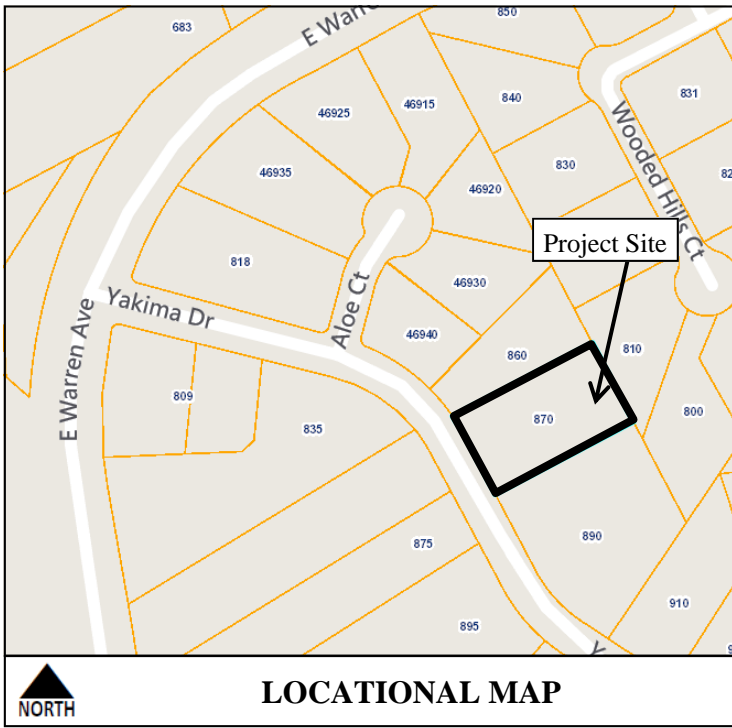 850
683
E Warren
831
840
46915
46925
Wooded Hills Ct
830
46935
46920
Project Site
818
46930
Aloe Ct
Yakima Dr
46940
860
810
E Warren Ave
809
870
800
835
890
875
910
895
Y
NORTH
LOCATIONAL MAP